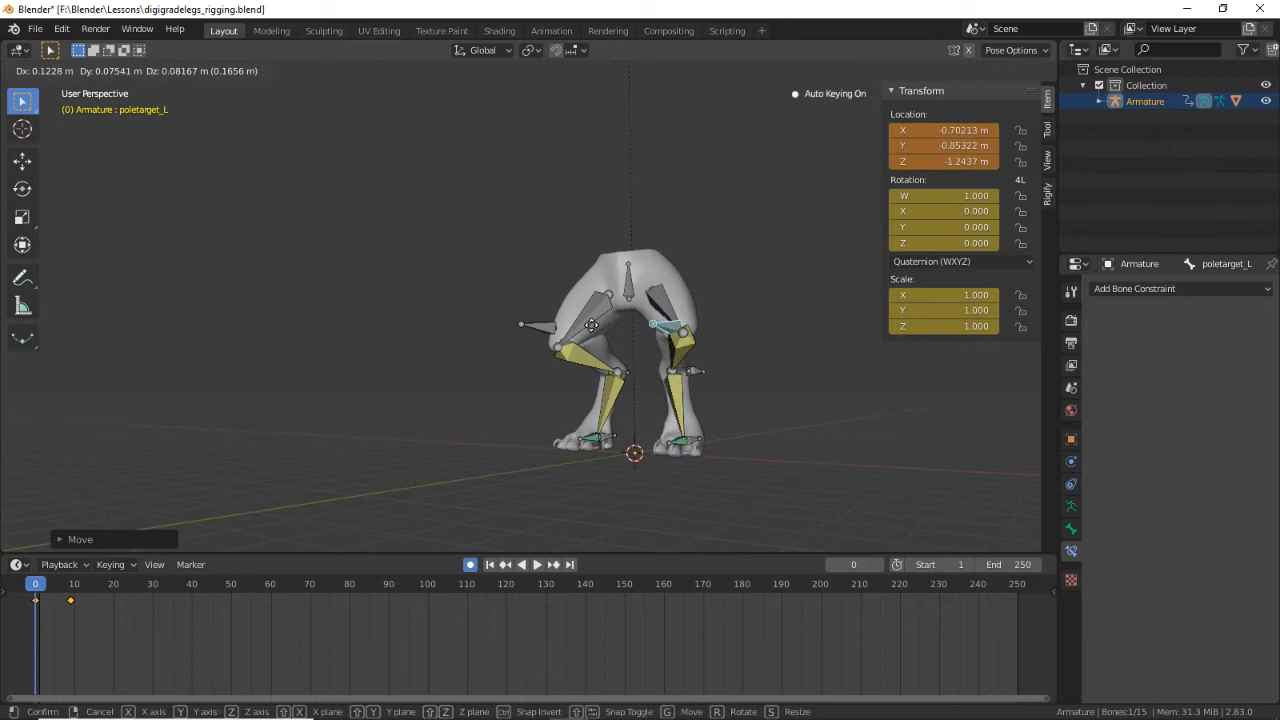 Blender* [F:\Blender\Lessons\digigradelegs_rigging.blend]
File Edit Render Window Help Layout Modeling Sculpting UV Editing Texture Paint Shading Animation Rendering Compositing Scripting + Scene View Layer
Global Pose Options
Dx: 0.1228 m Dy: 0.07541 m Dz: 0.08167 m (0.1656 m)
User Perspective
(0) Armature : poletarget_L
Auto Keying On
Transform
Location:
X -0.70213 m
Y -0.85322 m
Z -1.2437 m
Rotation: 4L
W 1.000
X 0.000
Y 0.000
Z 0.000
Quaternion (WXYZ)
Scale:
X 1.000
Y 1.000
Z 1.000
Item
Tool
View
Rigify
Scene Collection
Collection
Armature
Armature poletarget_L
Add Bone Constraint
Move
Playback Keying View Marker 0 Start 1 End 250
0 10 20 30 40 50 60 70 80 90 100 110 120 130 140 150 160 170 180 190 200 210 220 230 240 250
Confirm Cancel X X axis Y Y axis Z Z axis X X plane Y Y plane Z Z plane Snap Invert Snap Toggle G Move R Rotate S Resize Armature | Bones:1/15 | Mem: 31.3 MiB | 2.83.0